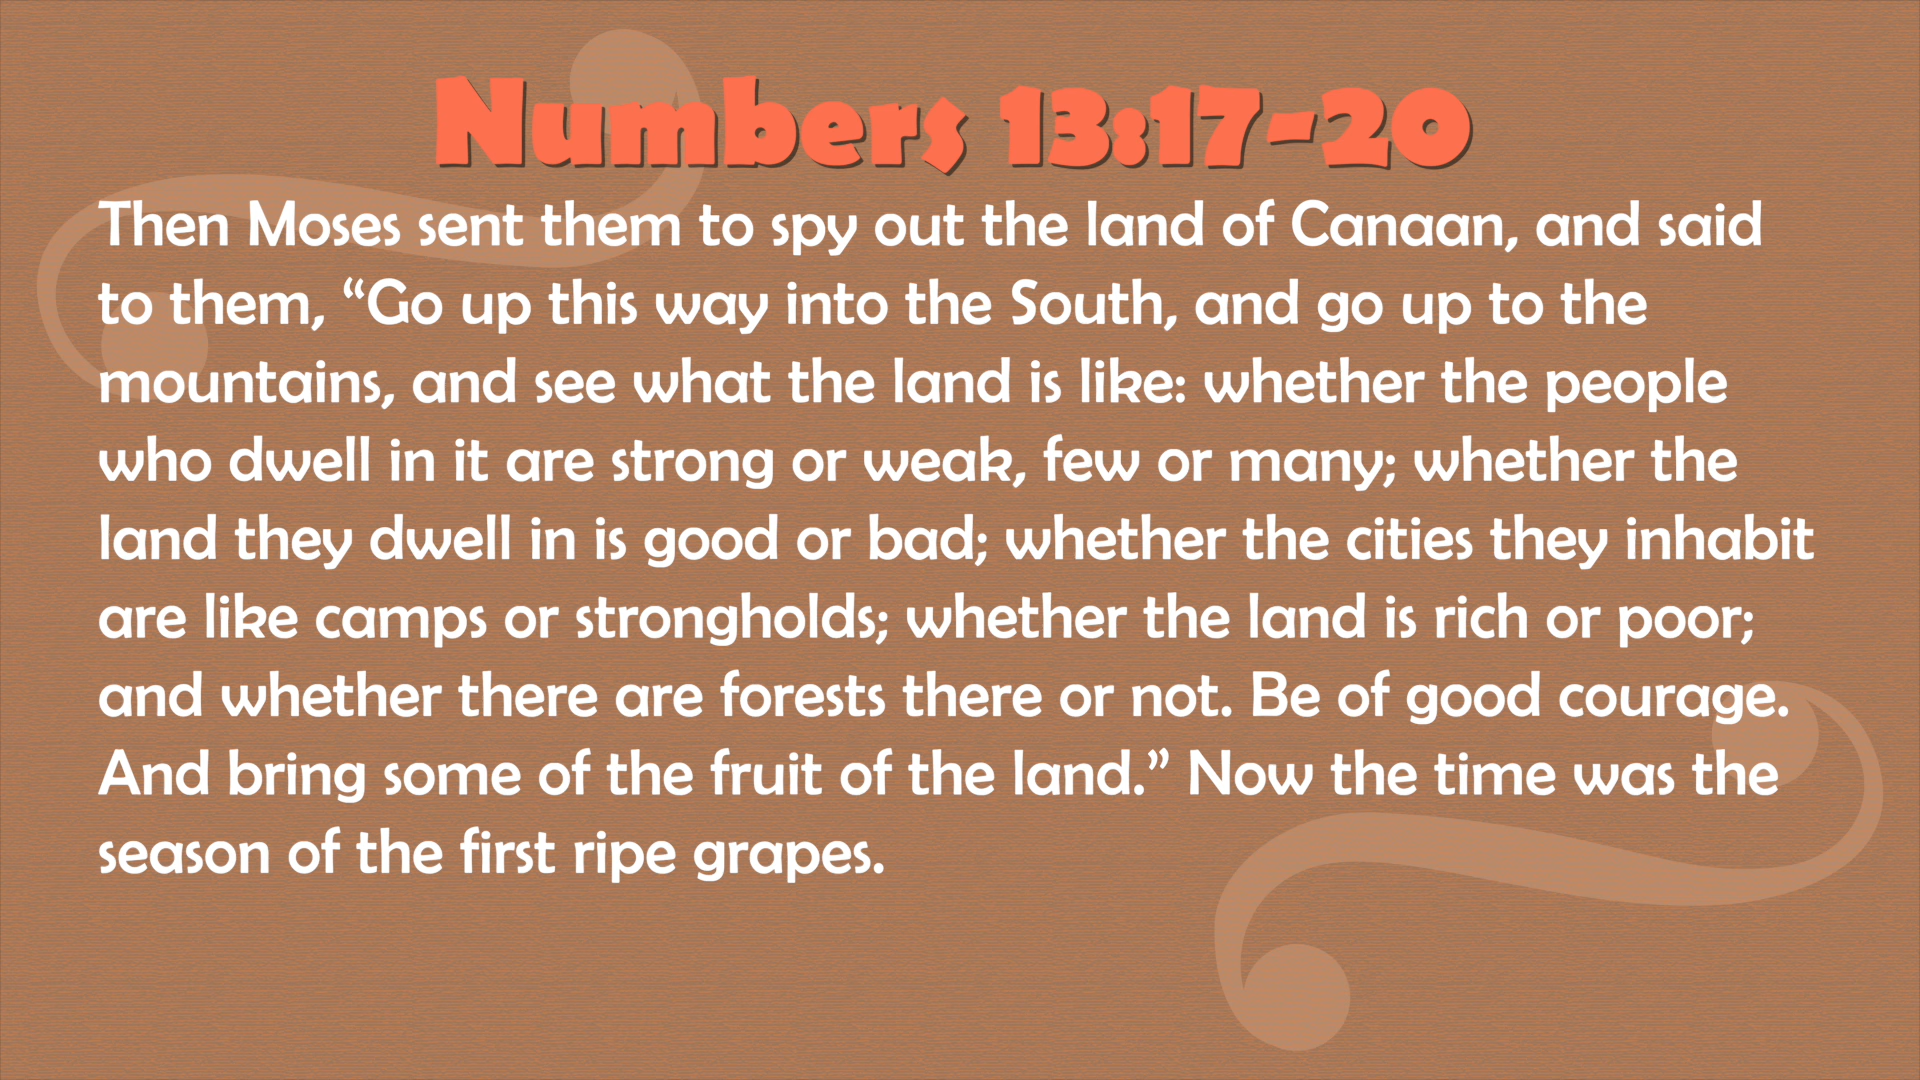 Numbers 13:17-20
Then Moses sent them to spy out the land of Canaan, and said
to them, “Go up this way into the South, and go up to the
mountains, and see what the land is like: whether the people
who dwell in it are strong or weak, few or many; whether the
land they dwell in is good or bad; whether the cities they inhabit
are like camps or strongholds; whether the land is rich or poor;
and whether there are forests there or not. Be of good courage.
And bring some of the fruit of the land.” Now the time was the
season of the first ripe grapes.